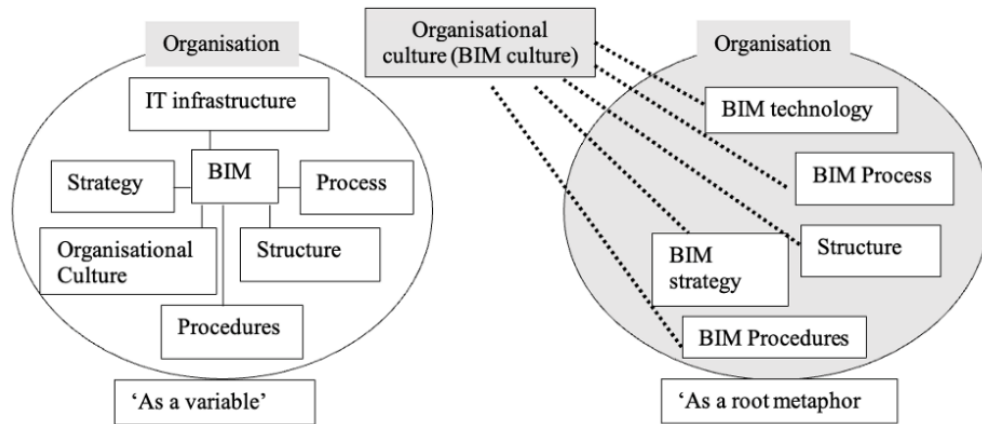 Organisation
IT infrastructure
BIM
Strategy
Process
Organisational
Culture
Structure
Procedures
‘As a variable’
Organisational
culture (BIM culture)
Organisation
BIM technology
BIM Process
Structure
BIM
strategy
BIM Procedures
‘As a root metaphor